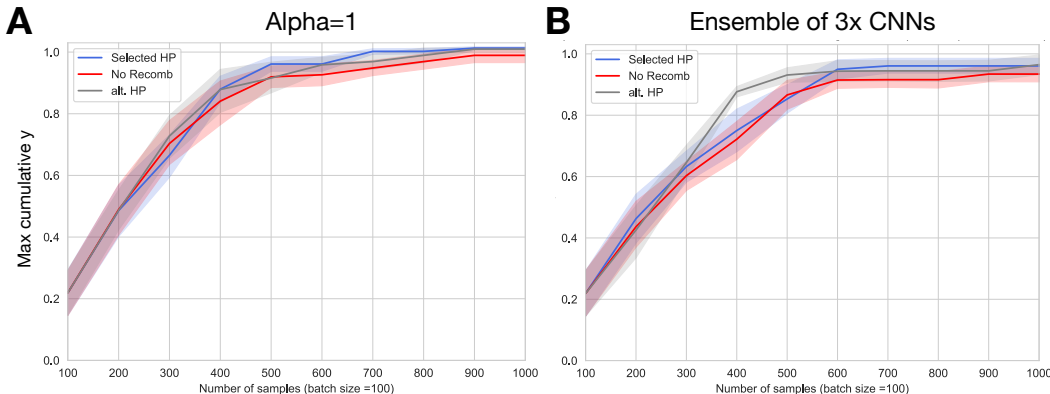 A
Alpha=1
Max cumulative y
1.0
0.8
0.6
0.4
0.2
0.0
Selected HP
No Recomb
alt. HP
100 200 300 400 500 600 700 800 900 1000
Number of samples (batch size =100)
B
Ensemble of 3x CNNs
1.0
0.8
0.6
0.4
0.2
0.0
Selected HP
No Recomb
alt. HP
100 200 300 400 500 600 700 800 900 1000
Number of samples (batch size =100)